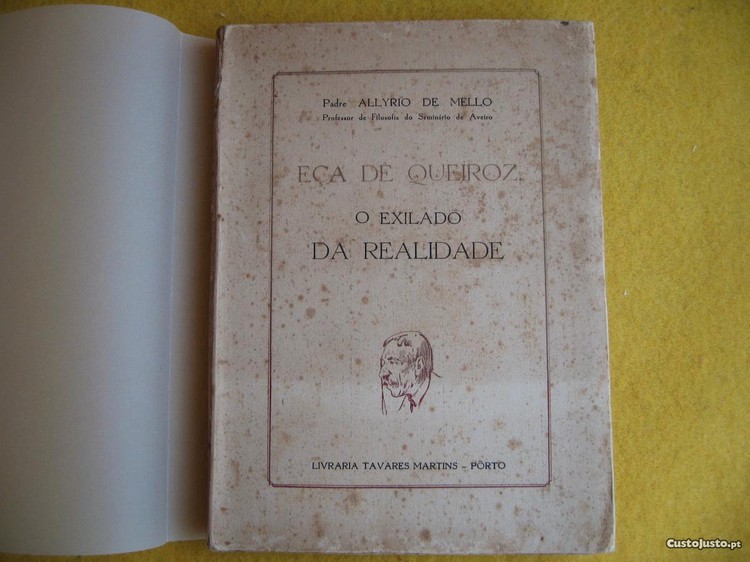 Padre ALLYRIO DE MELLO
Professor de Filosofia do Seminário de Aveiro
EÇA DE QUEIROZ,
O EXILADO
DA REALIDADE
LIVRARIA TAVARES MARTINS - PÔRTO
CustoJusto.pt